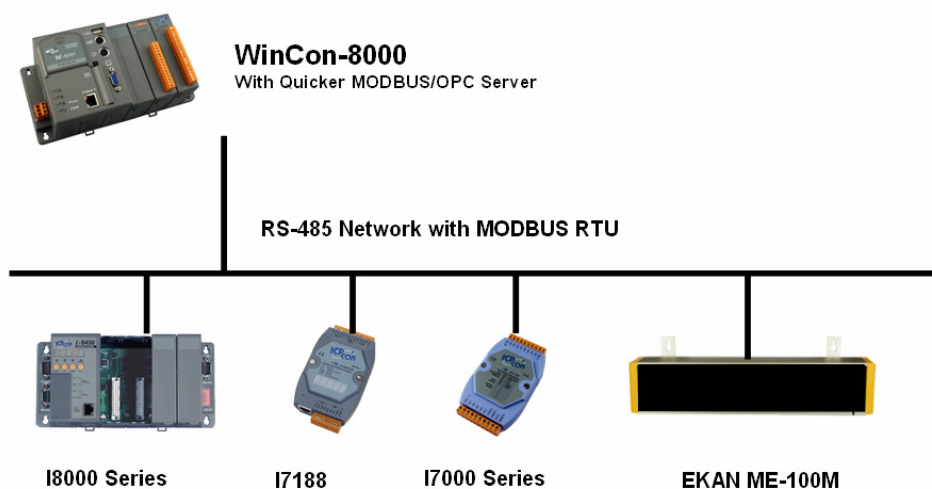 WinCon-8000
With Quicker MODBUS/OPC Server
RS-485 Network with MODBUS RTU
I8000 Series
I7188
I7000 Series
EKAN ME-100M